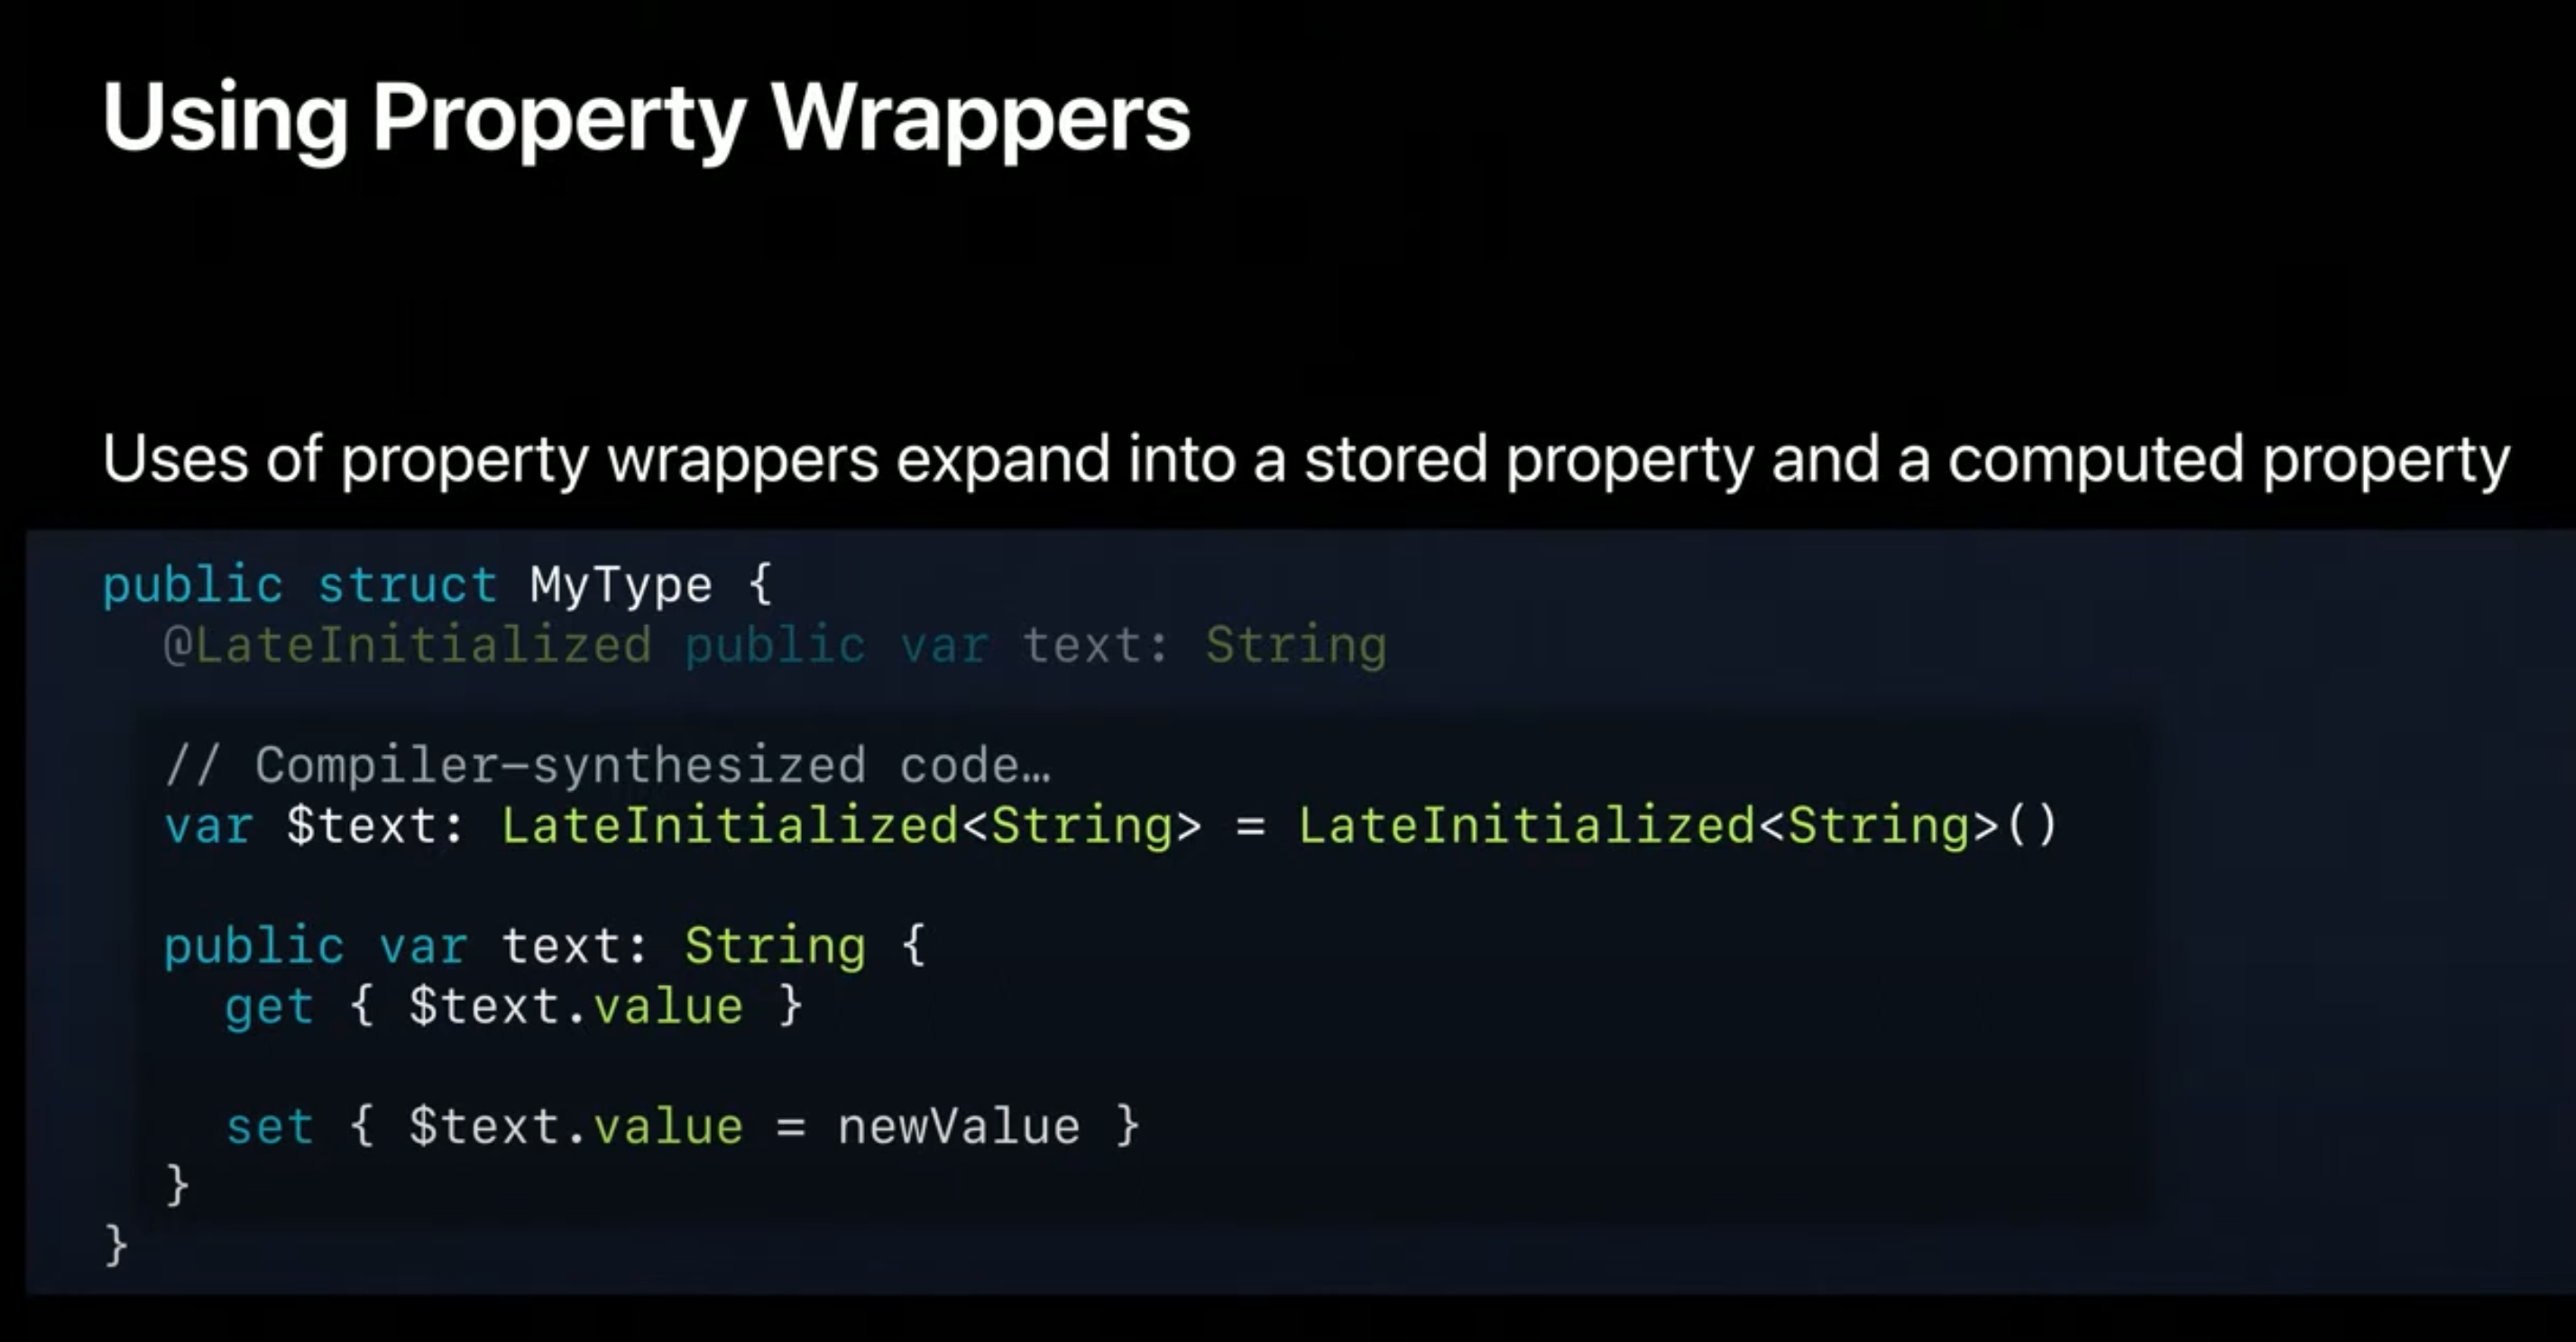 Using Property Wrappers
Uses of property wrappers expand into a stored property and a computed property
public struct MyType {
@LateInitialized public var text: String
// Compiler-synthesized code…
var $text: LateInitialized<String> = LateInitialized<String>()
public var text: String {
get { $text.value }
set { $text.value = newValue }
}
}